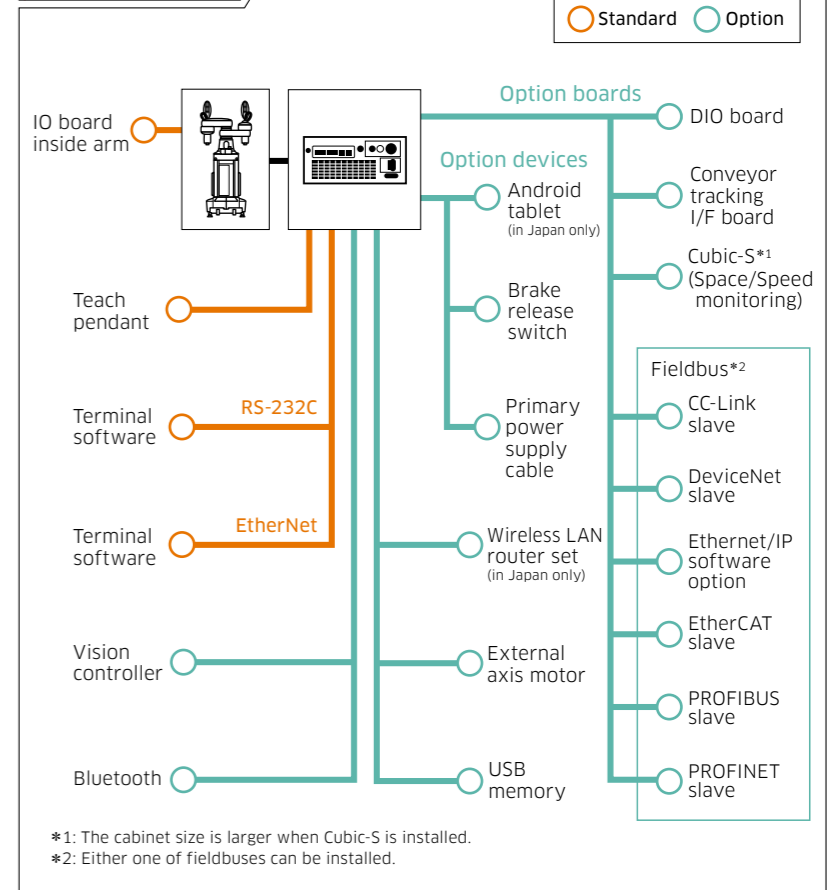 Standard
Option
Option boards
IO board
inside arm
DIO board
Option devices
Android
tablet
(in Japan only)
Conveyor
tracking
I/F board
Cubic-S*1
(Space/Speed
monitoring)
Teach
pendant
Brake
release
switch
Fieldbus*2
CC-Link
slave
Terminal
software
RS-232C
Primary
power
supply
cable
DeviceNet
slave
Terminal
software
EtherNet
Wireless LAN
router set
(in Japan only)
Ethernet/IP
software
option
EtherCAT
slave
Vision
controller
External
axis motor
PROFIBUS
slave
Bluetooth
USB
memory
PROFINET
slave
*1: The cabinet size is larger when Cubic-S is installed.
*2: Either one of fieldbuses can be installed.